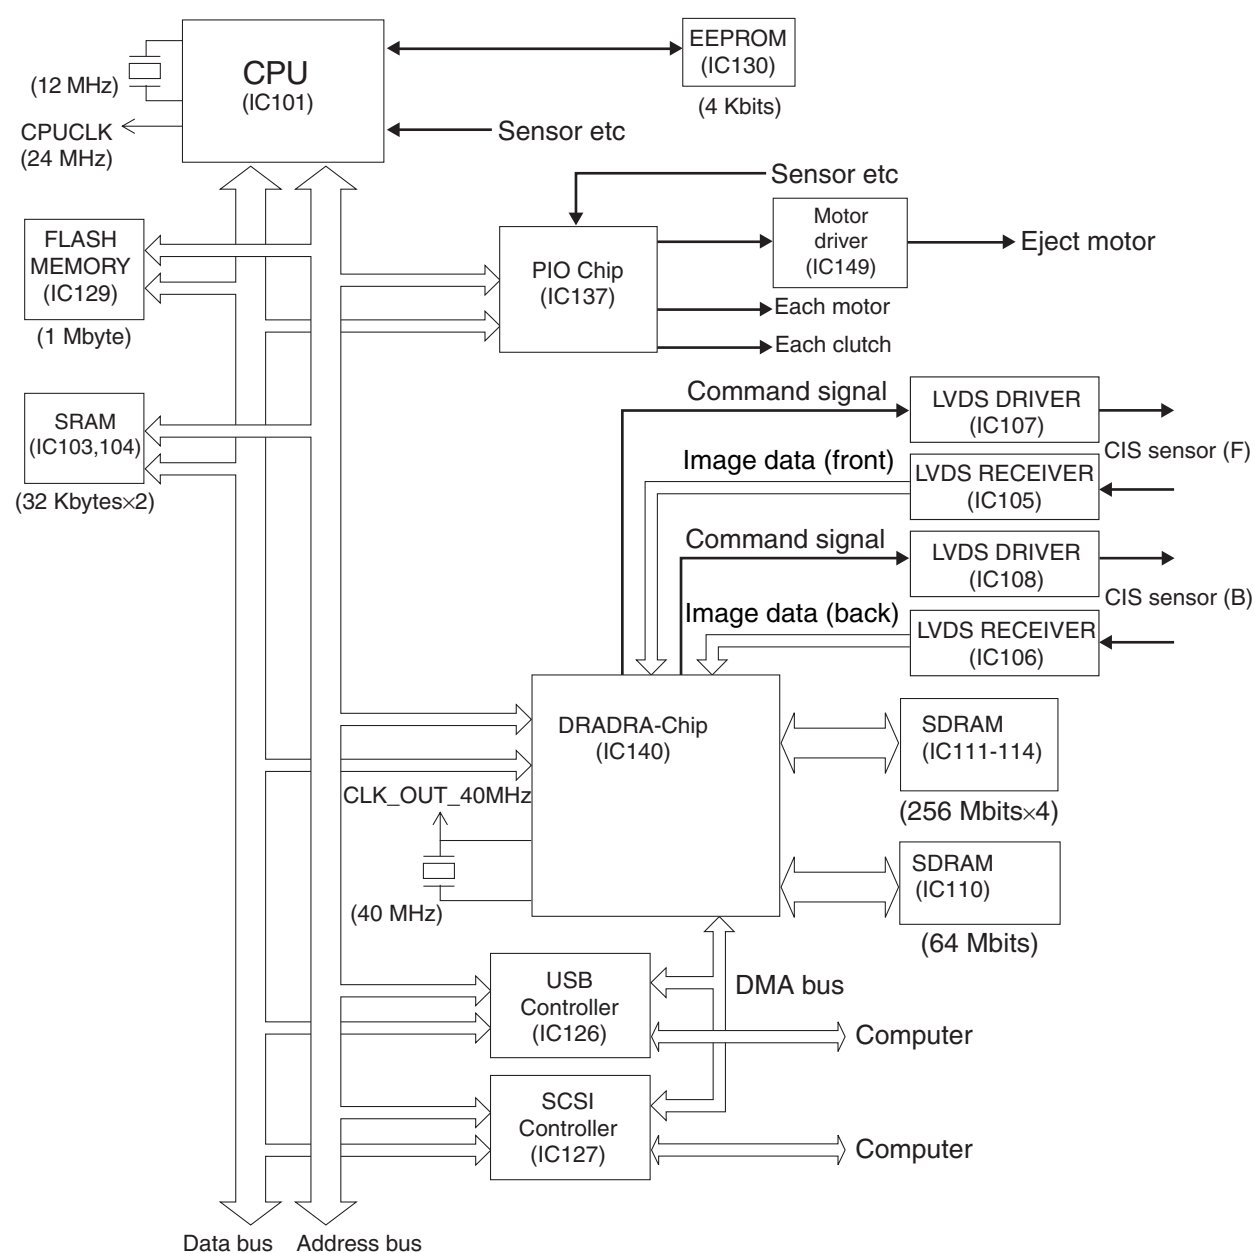 CPU
(IC101)
(12 MHz)
CPUCLK
(24 MHz)
EEPROM
(IC130)
(4 Kbits)
Sensor etc
Sensor etc
FLASH
MEMORY
(IC129)
(1 Mbyte)
PIO Chip
(IC137)
Motor
driver
(IC149)
Eject motor
Each motor
Each clutch
SRAM
(IC103,104)
(32 Kbytes×2)
Command signal
LVDS DRIVER
(IC107)
CIS sensor (F)
Image data (front)
LVDS RECEIVER
(IC105)
Command signal
LVDS DRIVER
(IC108)
CIS sensor (B)
Image data (back)
LVDS RECEIVER
(IC106)
DRADRA-Chip
(IC140)
SDRAM
(IC111-114)
(256 Mbits×4)
CLK_OUT_40MHz
(40 MHz)
SDRAM
(IC110)
(64 Mbits)
USB
Controller
(IC126)
DMA bus
Computer
SCSI
Controller
(IC127)
Computer
Data bus
Address bus